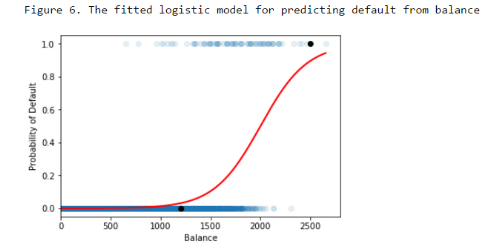 Figure 6. The fitted logistic model for predicting default from balance
1.0
0.8
0.6
0.4
0.2
0.0
Probability of Default
0 500 1000 1500 2000 2500
Balance